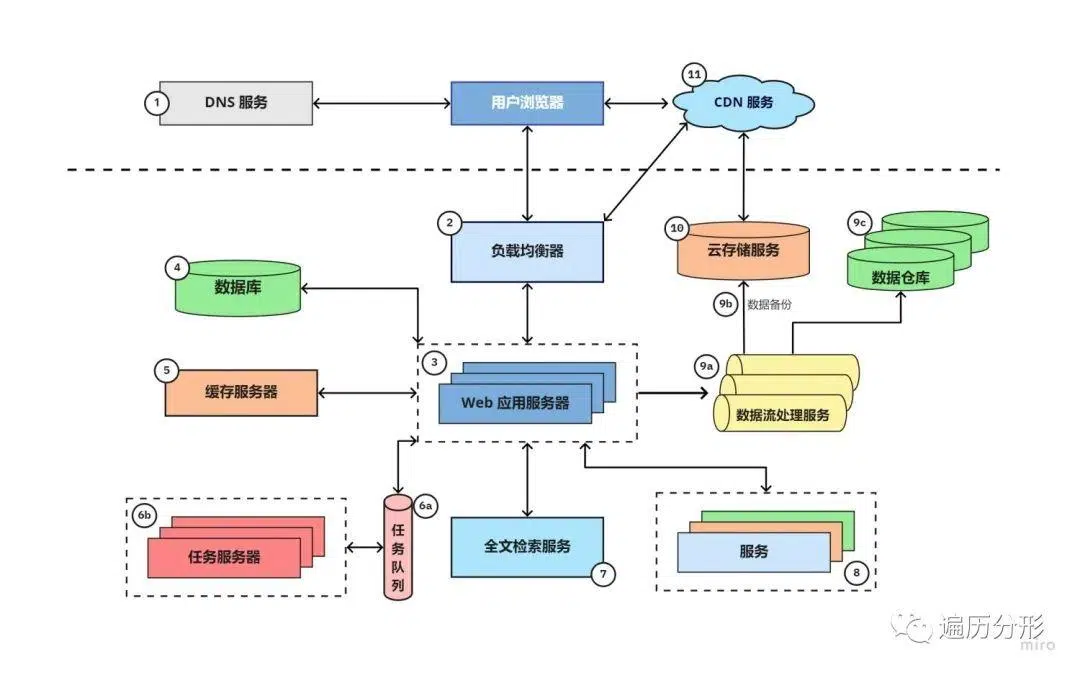 1
DNS 服务
用户浏览器
11
CDN 服务
2
负载均衡器
10
云存储服务
9c
数据仓库
4
数据库
9b
数据备份
5
缓存服务器
3
Web 应用服务器
9a
数据流处理服务
6b
任务服务器
6a
任
务
队
列
全文检索服务
7
服务
8
遍历分形
miro